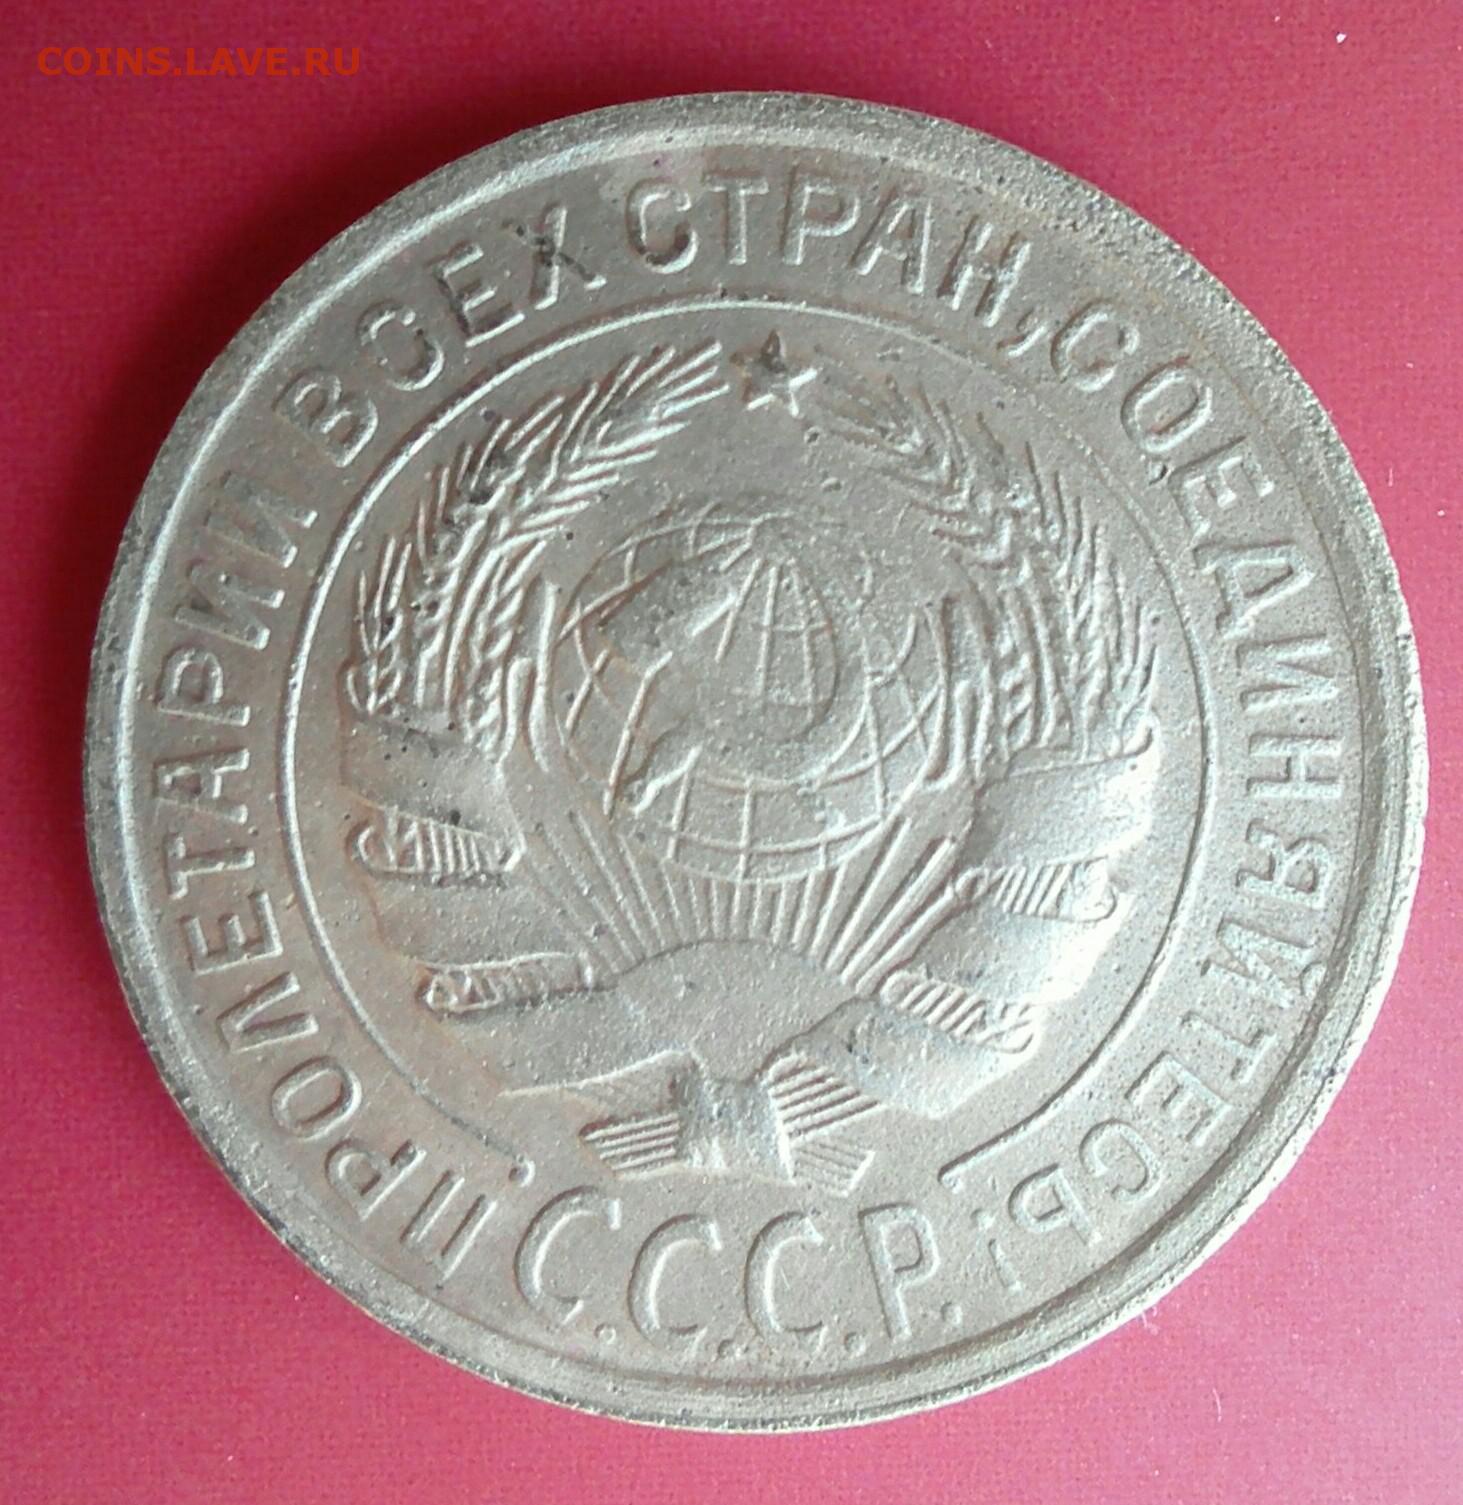 COINS.LAVE.RU
ПРОЛЕТАРИИ ВСЕХ СТРАН, СОЕДИНЯЙТЕСЬ!
С.С.С.Р.